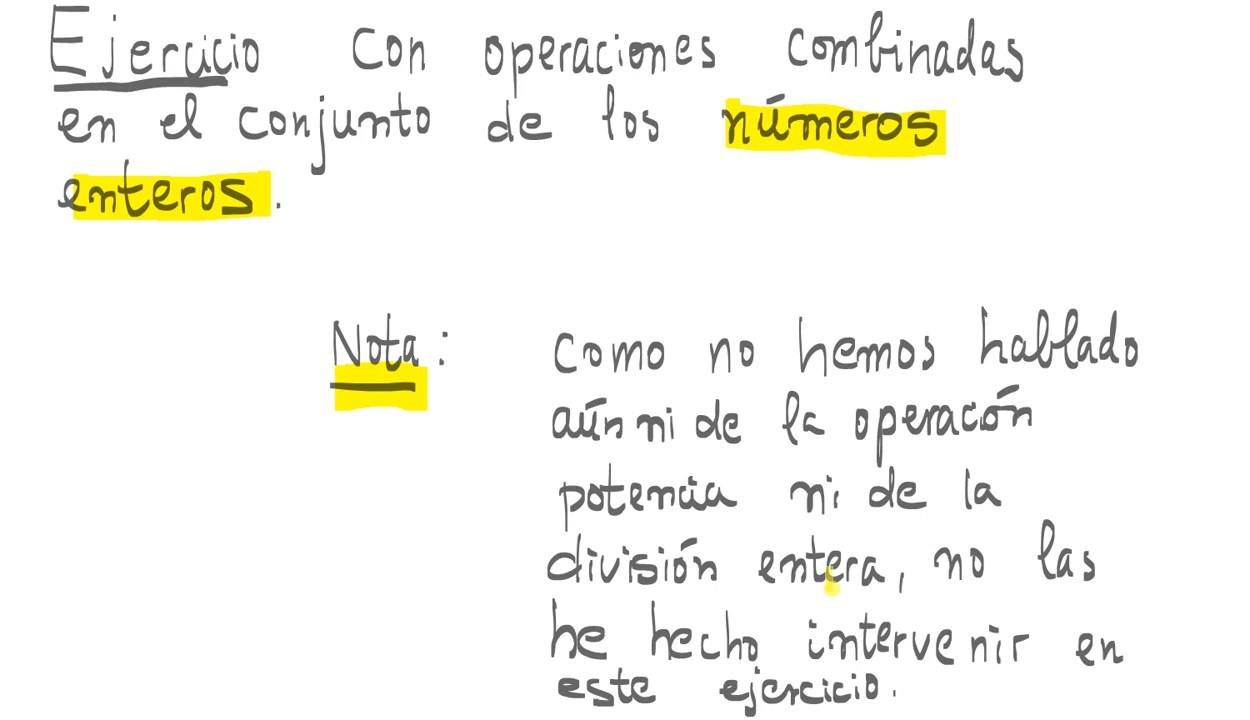 Ejercicio con operaciones combinadas
en el conjunto de los números
enteros.
Nota: Como no hemos hablado
aún ni de la operación
potencia ni de la
división entera, no las
he hecho intervenir en
este ejercicio.